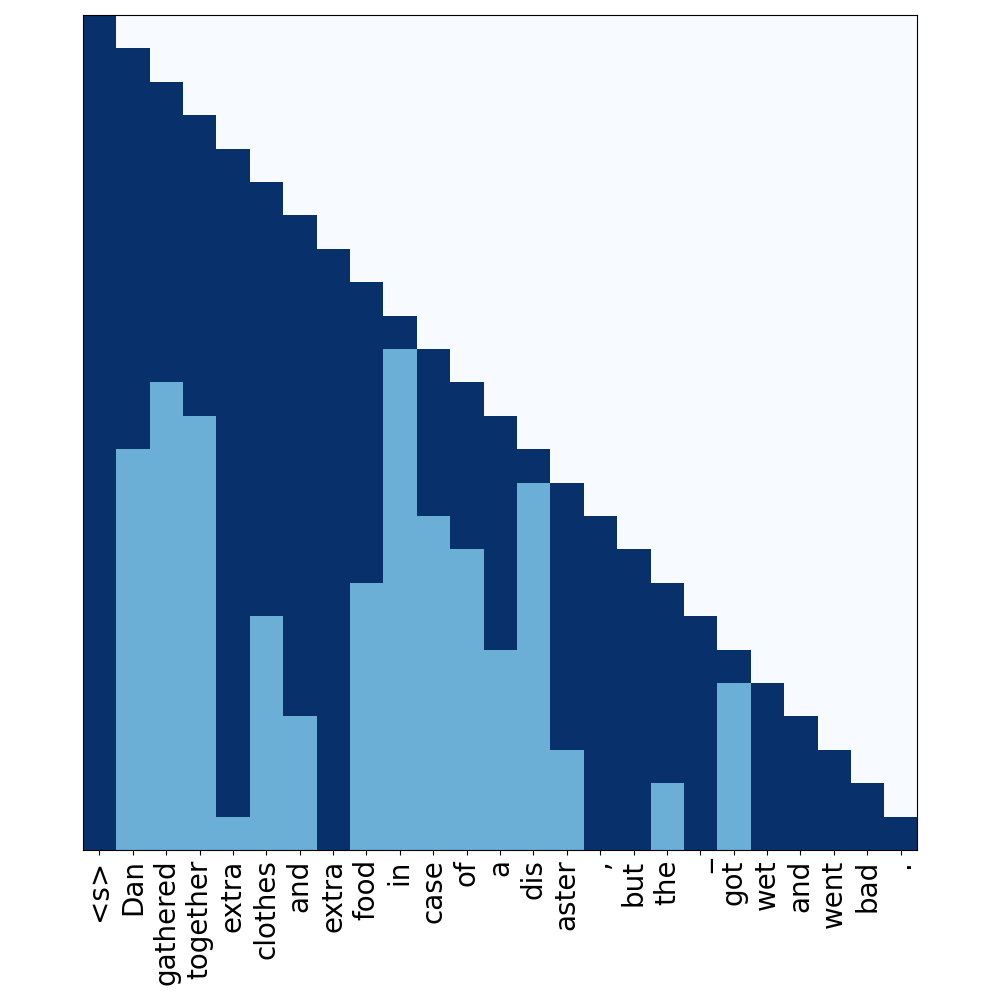 <s> Dan gathered together extra clothes and extra food in case of a dis aster , but the _ got wet and went bad .